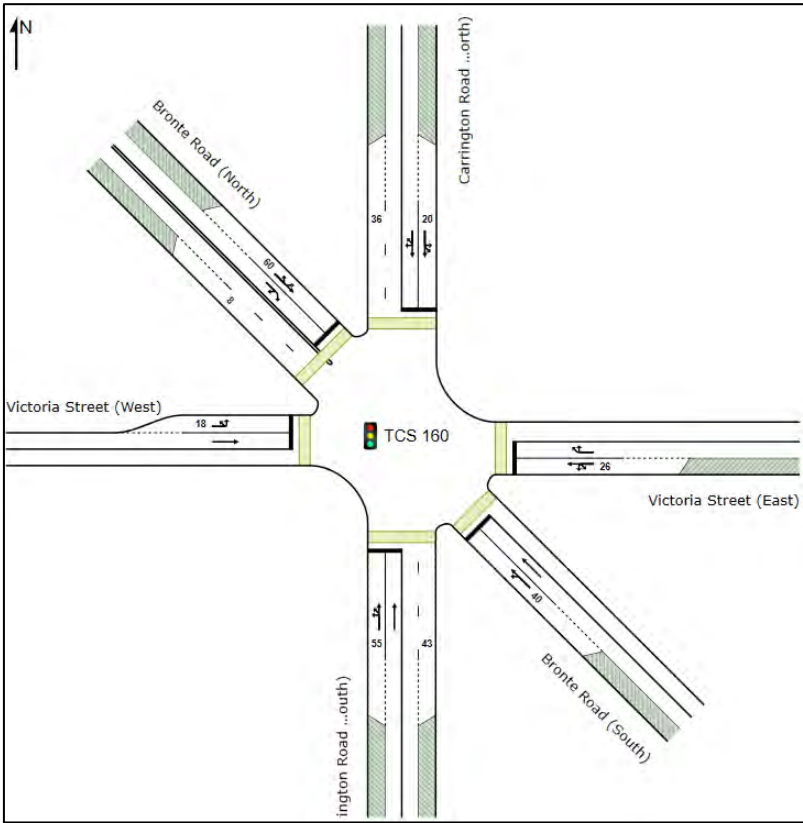 N
Carrington Road ...orth)
Bronte Road (North)
36
20
60
8
Victoria Street (West)
18
TCS 160
26
Victoria Street (East)
40
55
43
Bronte Road (South)
ington Road ...outh)